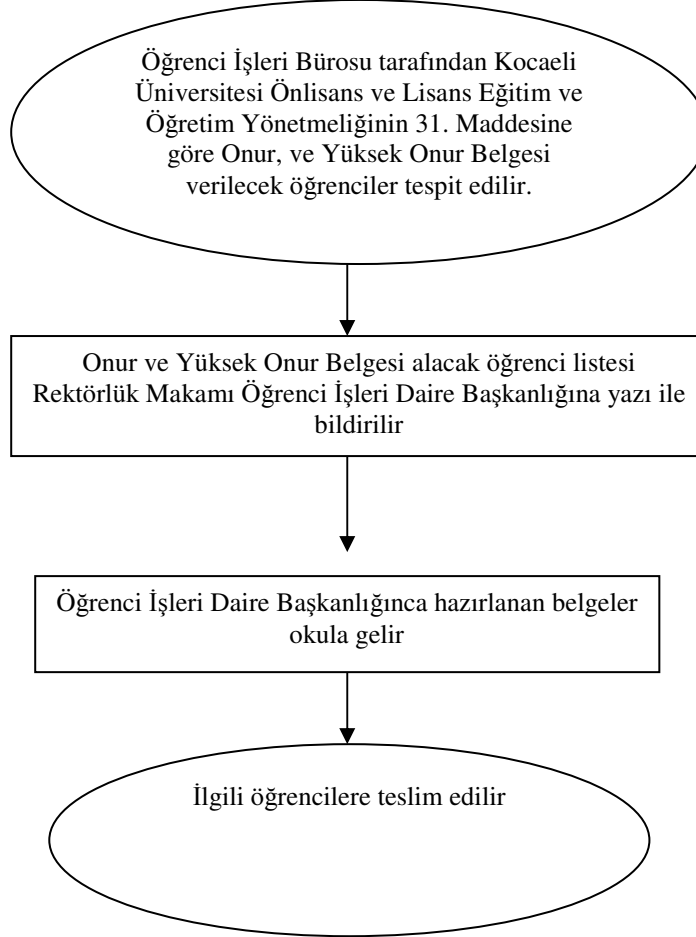 Öğrenci İşleri Bürosu tarafından Kocaeli
Üniversitesi Önlisans ve Lisans Eğitim ve
Öğretim Yönetmeliğinin 31. Maddesine
göre Onur, ve Yüksek Onur Belgesi
verilecek öğrenciler tespit edilir.
Onur ve Yüksek Onur Belgesi alacak öğrenci listesi
Rektörlük Makamı Öğrenci İşleri Daire Başkanlığına yazı ile
bildirilir
Öğrenci İşleri Daire Başkanlığınca hazırlanan belgeler
okula gelir
İlgili öğrencilere teslim edilir